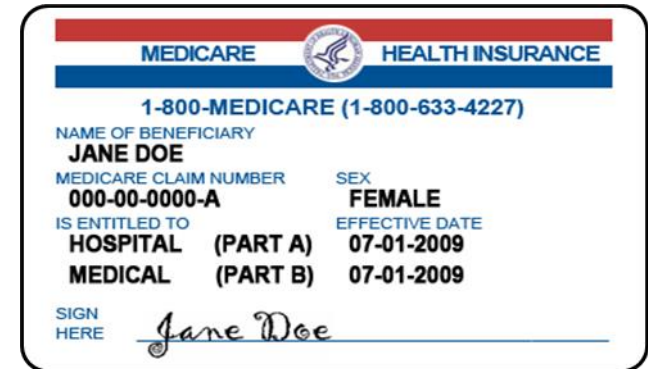 MEDICARE HEALTH INSURANCE
1-800-MEDICARE (1-800-633-4227)
NAME OF BENEFICIARY
JANE DOE
MEDICARE CLAIM NUMBER SEX
000-00-0000-A FEMALE
IS ENTITLED TO EFFECTIVE DATE
HOSPITAL (PART A) 07-01-2009
MEDICAL (PART B) 07-01-2009
SIGN
HERE Jane Doe